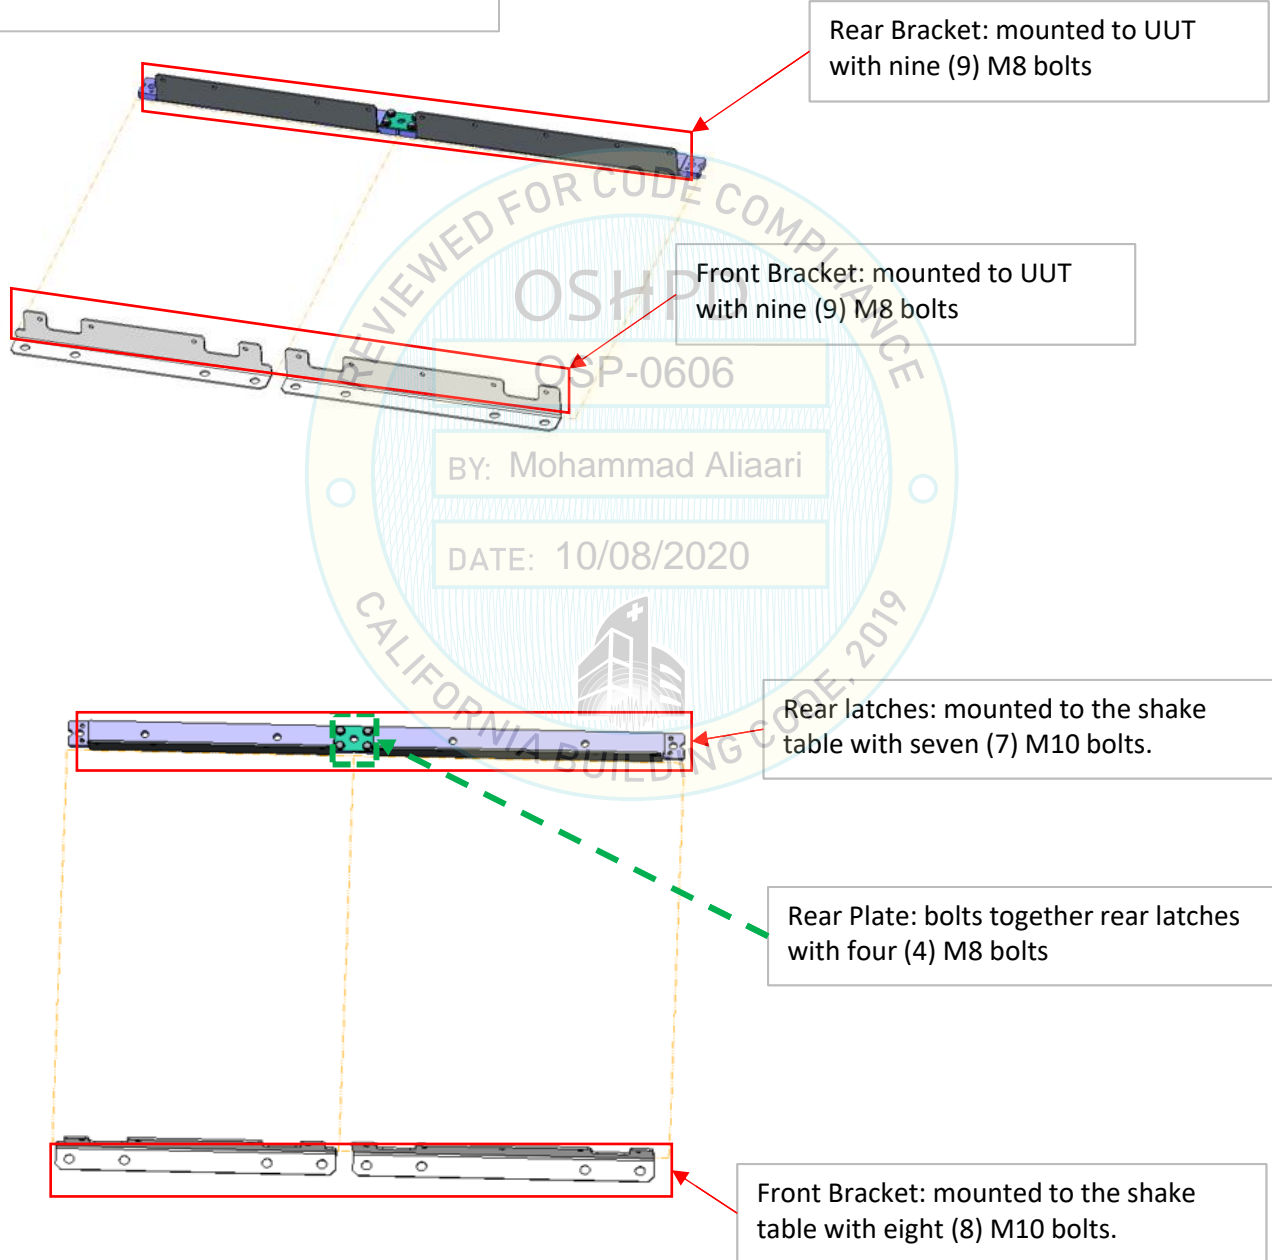 Rear Bracket: mounted to UUT
with nine (9) M8 bolts
REVIEWED FOR CODE COMPLIANCE
Front Bracket: mounted to UUT
with nine (9) M8 bolts
OSHPD
OSP-0606
BY: Mohammad Aliaari
DATE: 10/08/2020
CALIFORNIA BUILDING CODE, 2019
Rear latches: mounted to the shake
table with seven (7) M10 bolts.
Rear Plate: bolts together rear latches
with four (4) M8 bolts
Front Bracket: mounted to the shake
table with eight (8) M10 bolts.